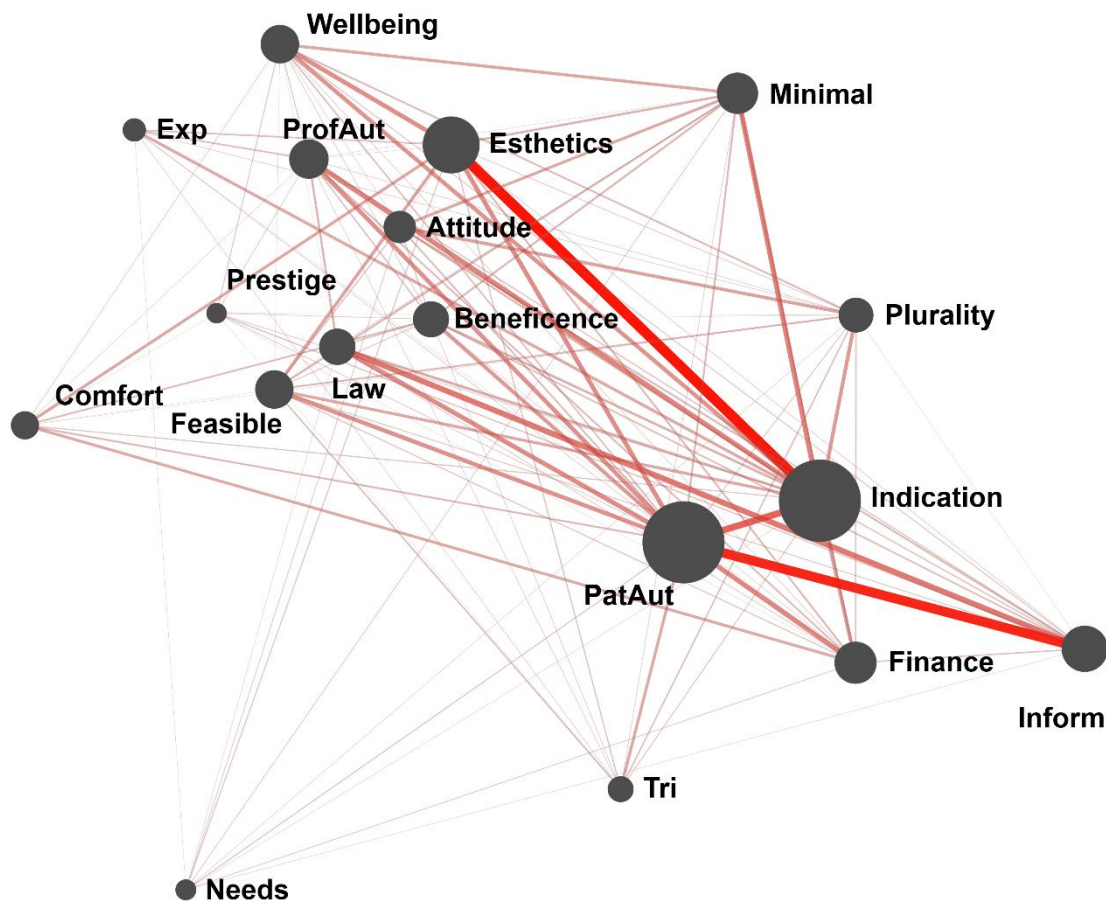 Wellbeing
Minimal
Exp
ProfAut
Esthetics
Attitude
Prestige
Beneficence
Plurality
Comfort
Law
Feasible
Indication
PatAut
Finance
Inform
Tri
Needs